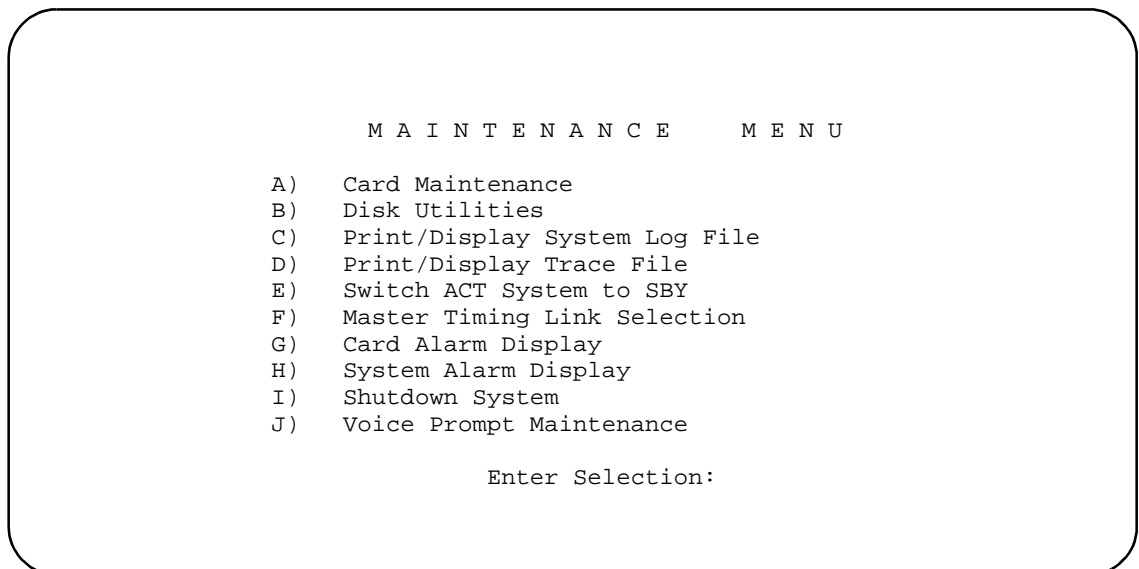 M A I N T E N A N C E   M E N U
A) Card Maintenance
B) Disk Utilities
C) Print/Display System Log File
D) Print/Display Trace File
E) Switch ACT System to SBY
F) Master Timing Link Selection
G) Card Alarm Display
H) System Alarm Display
I) Shutdown System
J) Voice Prompt Maintenance
Enter Selection: